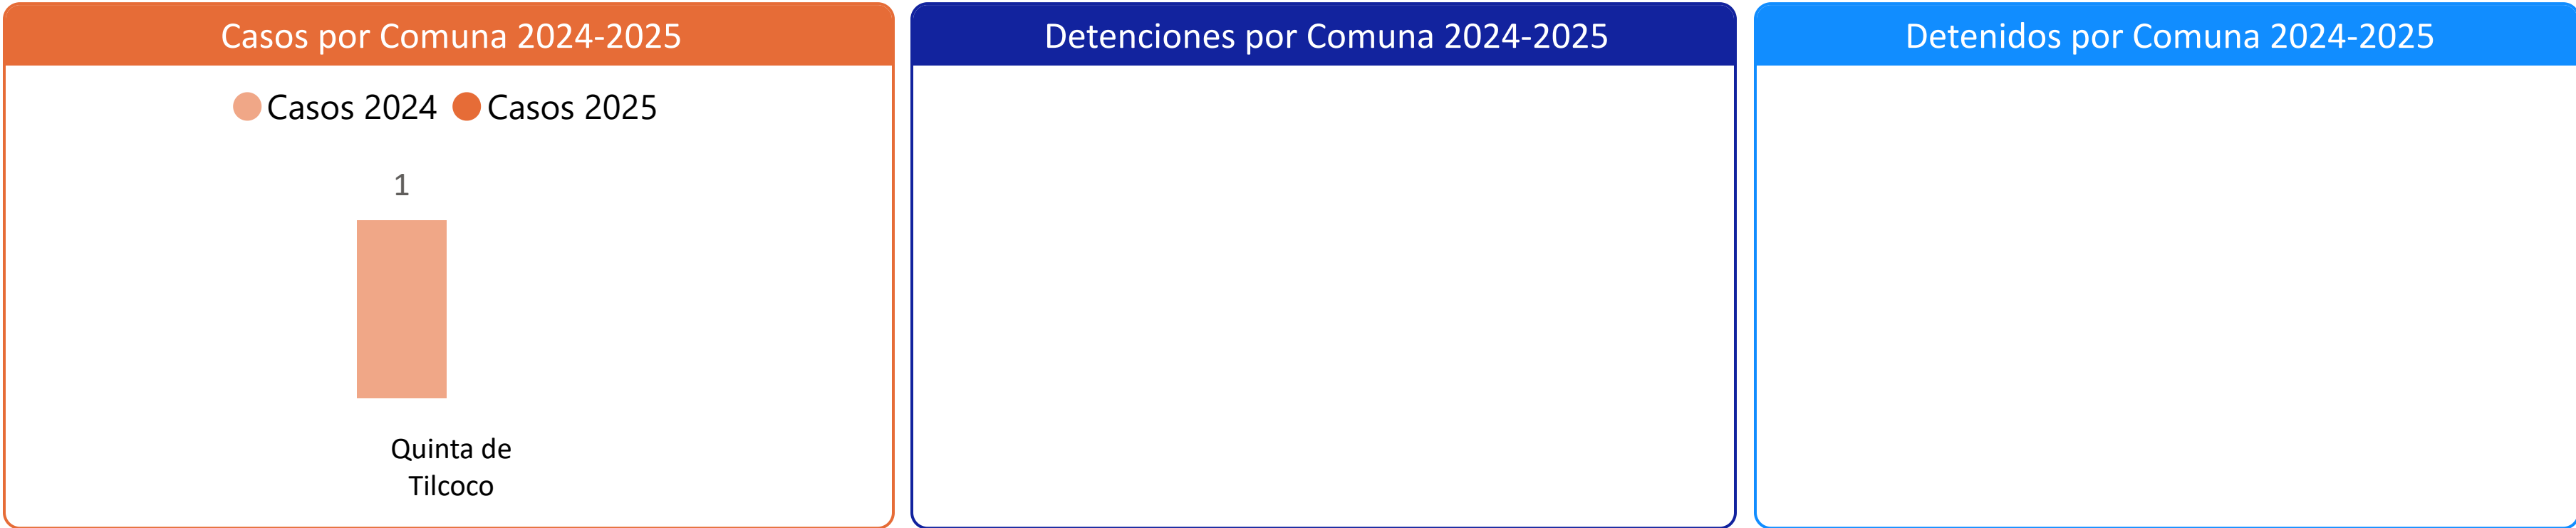 Casos por Comuna 2024-2025
Casos 2024 Casos 2025
1
Quinta de
Tilcoco
Detenciones por Comuna 2024-2025
Detenidos por Comuna 2024-2025